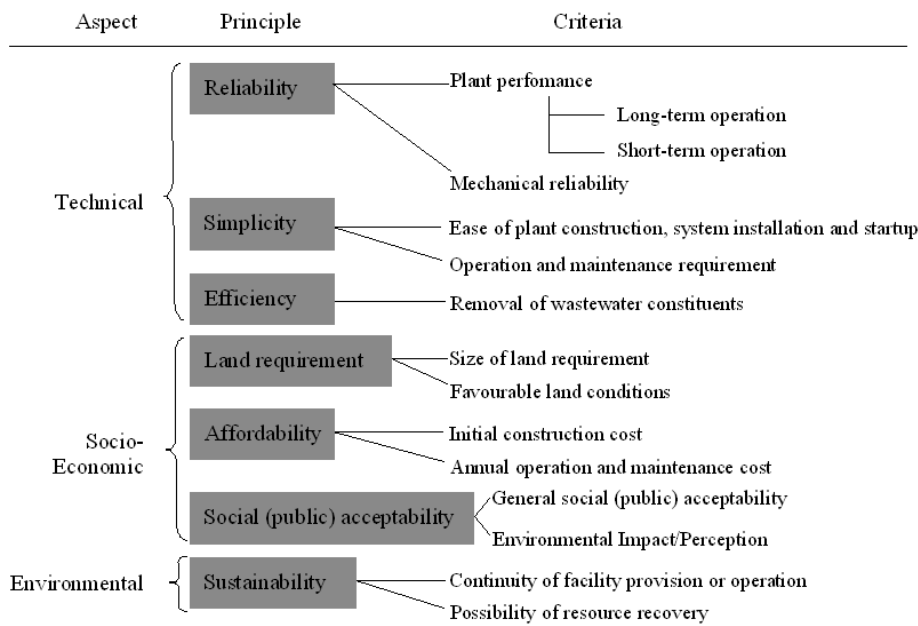 Aspect Principle Criteria
Reliability Plant perfomance
Long-term operation
Short-term operation
Mechanical reliability
Technical
Simplicity Ease of plant construction, system installation and startup
Operation and maintenance requirement
Efficiency Removal of wastewater constituents
Land requirement Size of land requirement
Favourable land conditions
Affordability Initial construction cost
Socio-
Economic
Annual operation and maintenance cost
Social (public) acceptability General social (public) acceptability
Environmental Impact/Perception
Environmental Sustainability Continuity of facility provision or operation
Possibility of resource recovery